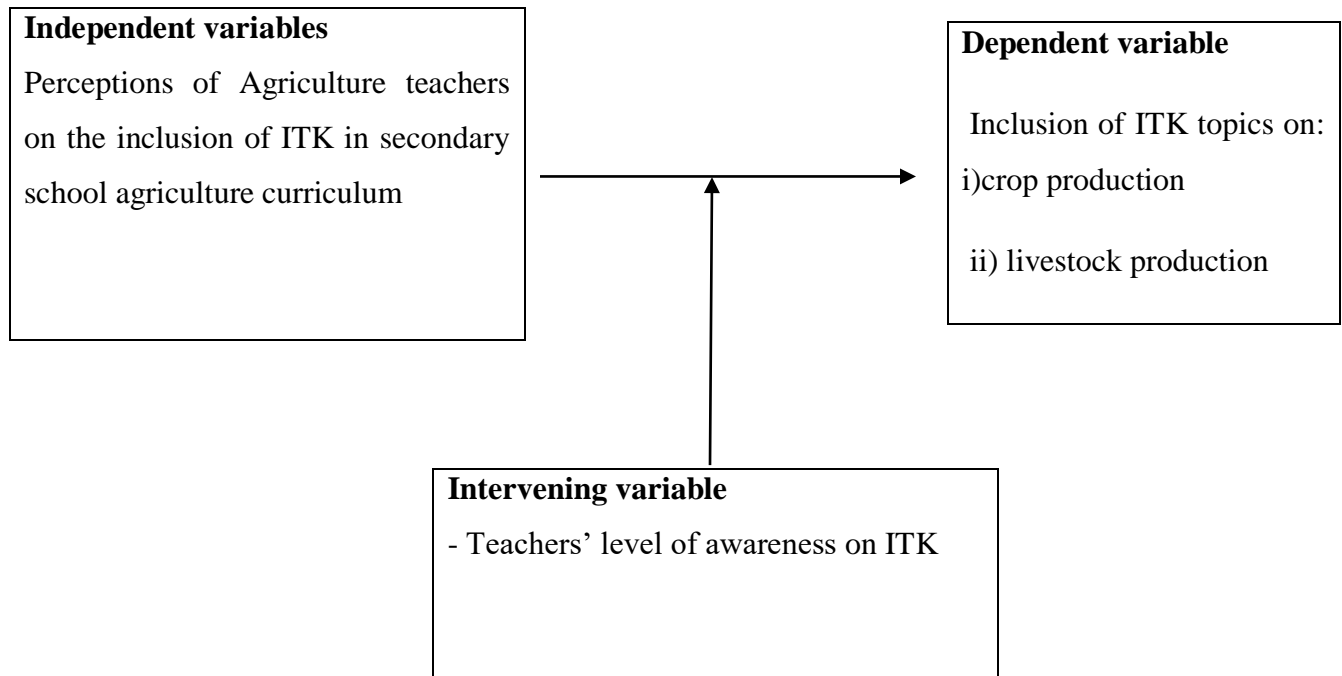 Independent variables
Perceptions of Agriculture teachers
on the inclusion of ITK in secondary
school agriculture curriculum
Dependent variable
Inclusion of ITK topics on:
i)crop production
ii) livestock production
Intervening variable
- Teachers’ level of awareness on ITK